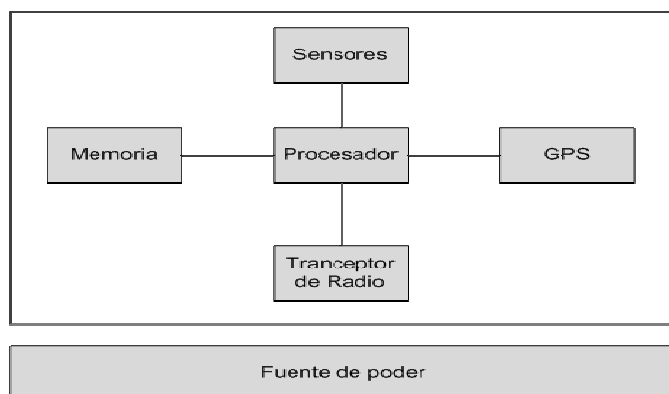 Sensores
Memoria
Procesador
GPS
Tranceptor
de Radio
Fuente de poder